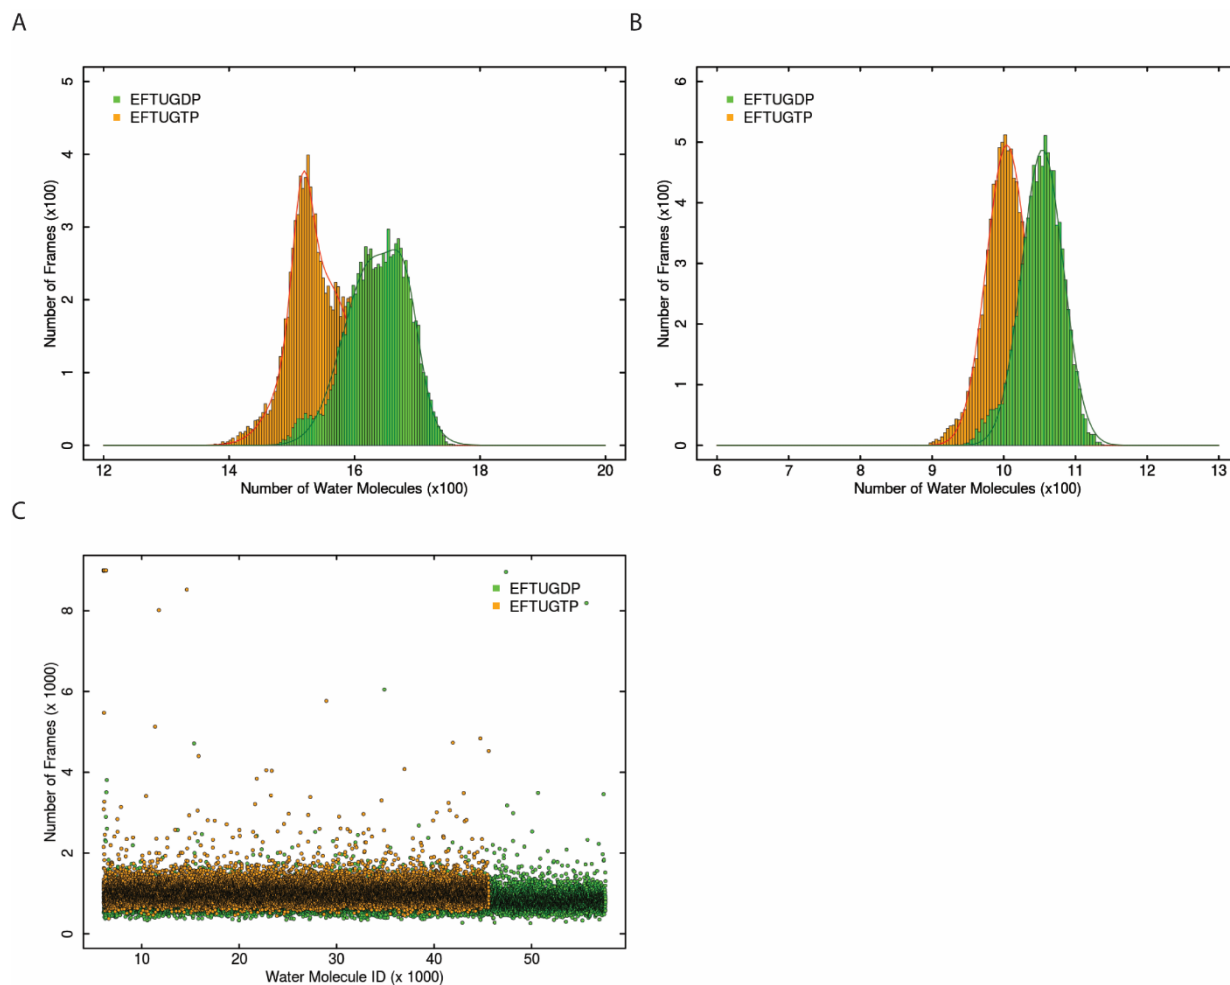 A
5
4
3
2
1
0
Number of Frames (x100)
EFTUGDP
EFTUGTP
12 14 16 18 20
Number of Water Molecules (x100)
B
6
5
4
3
2
1
0
Number of Frames (x100)
EFTUGDP
EFTUGTP
6 7 8 9 10 11 12 13
Number of Water Molecules (x100)
C
8
6
4
2
0
Number of Frames (x 1000)
EFTUGDP
EFTUGTP
10 20 30 40 50
Water Molecule ID (x 1000)